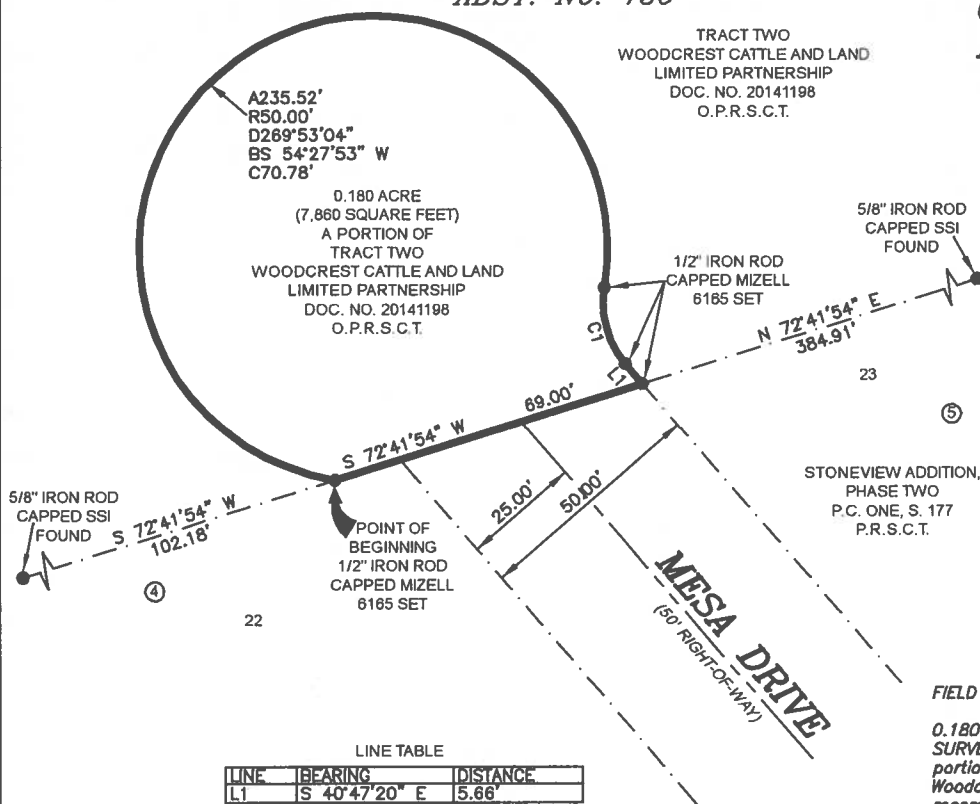 TRACT TWO
WOODCREST CATTLE AND LAND
LIMITED PARTNERSHIP
DOC. NO. 20141198
O.P.R.S.C.T.
A235.52'
R50.00'
D269°53'04"
BS 54°27'53" W
C70.78'
0.180 ACRE
(7,860 SQUARE FEET)
A PORTION OF
TRACT TWO
WOODCREST CATTLE AND LAND
LIMITED PARTNERSHIP
DOC. NO. 20141198
O.P.R.S.C.T.
5/8" IRON ROD
CAPPED SSI
FOUND
1/2" IRON ROD
CAPPED MIZELL
6165 SET
C1
L1
N 72°41'54" E
384.91'
23
5
69.00'
S 72°41'54" W
STONEVIEW ADDITION,
PHASE TWO
P.C. ONE, S. 177
P.R.S.C.T.
5/8" IRON ROD
CAPPED SSI
FOUND
S 72°41'54" W
102.18'
4
22
POINT OF
BEGINNING
1/2" IRON ROD
CAPPED MIZELL
6165 SET
25.00'
50.00'
MESA DRIVE
(50' RIGHT-OF-WAY)
FIELD
0.180
LINE TABLE
LINE BEARING DISTANCE
L1 S 40°47'20" E 5.66'